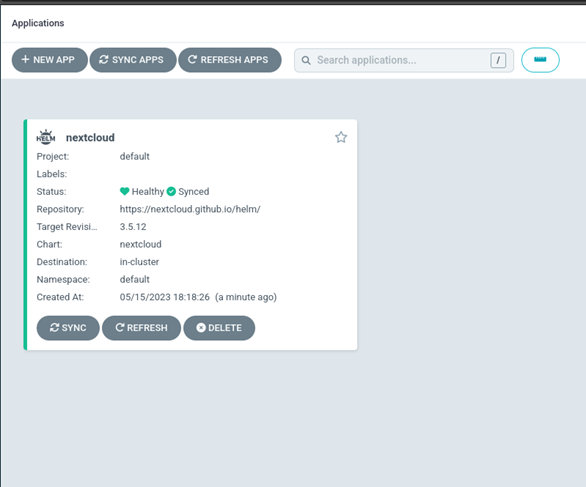 Applications
+ NEW APP SYNC APPS REFRESH APPS Search applications... /
HELM nextcloud
Project: default
Labels:
Status: Healthy Synced
Repository: https://nextcloud.github.io/helm/
Target Revisi... 3.5.12
Chart: nextcloud
Destination: in-cluster
Namespace: default
Created At: 05/15/2023 18:18:26 (a minute ago)
SYNC REFRESH DELETE